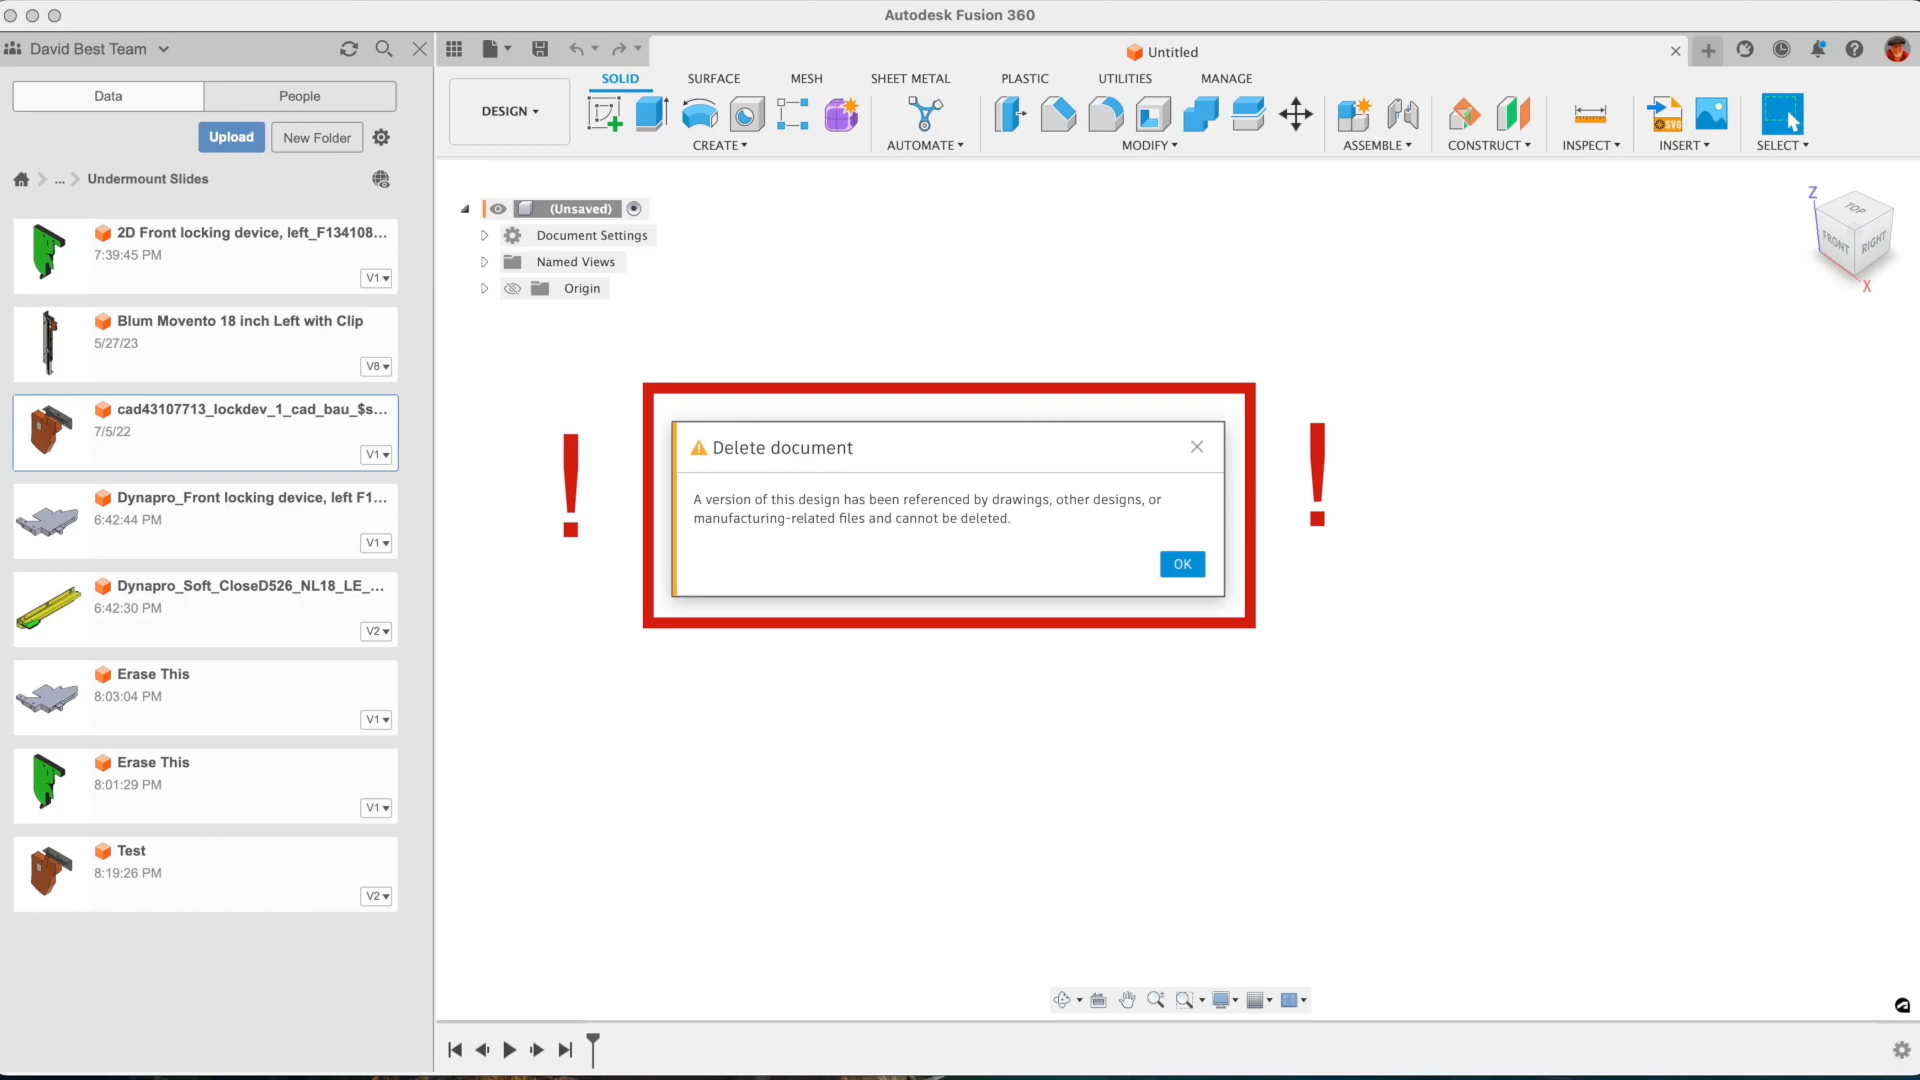 Autodesk Fusion 360
David Best Team
Untitled
Data
People
Upload
New Folder
... Undermount Slides
2D Front locking device, left_F134108...
7:39:45 PM
V1
Blum Movento 18 inch Left with Clip
5/27/23
V8
cad43107713_lockdev_1_cad_bau_$s...
7/5/22
V1
Dynapro_Front locking device, left F1...
6:42:44 PM
V1
Dynapro_Soft_CloseD526_NL18_LE_...
6:42:30 PM
V2
Erase This
8:03:04 PM
V1
Erase This
8:01:29 PM
V1
Test
8:19:26 PM
V2
DESIGN
SOLID SURFACE MESH SHEET METAL PLASTIC UTILITIES MANAGE
SVG
CREATE AUTOMATE MODIFY ASSEMBLE CONSTRUCT INSPECT INSERT SELECT
(Unsaved)
Document Settings
Named Views
Origin
Z
TOP
FRONT RIGHT
X
! !
Delete document
A version of this design has been referenced by drawings, other designs, or
manufacturing-related files and cannot be deleted.
OK